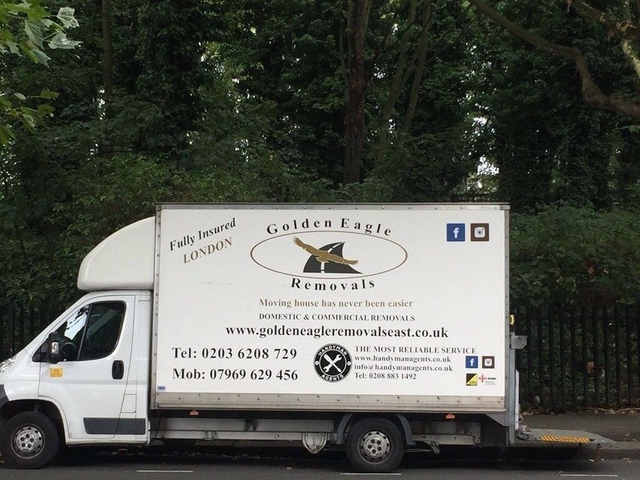 Fully Insured
LONDON
Golden Eagle
Removals
Moving house has never been easier
DOMESTIC & COMMERCIAL REMOVALS
www.goldeneagleremovalseast.co.uk
Tel: 0203 6208 729
Mob: 07969 629 456
HANDYMAN
AGENTS
THE MOST RELIABLE SERVICE
www.handymanagents.co.uk
info@handymanagents.co.uk
Tel: 0208 883 1492